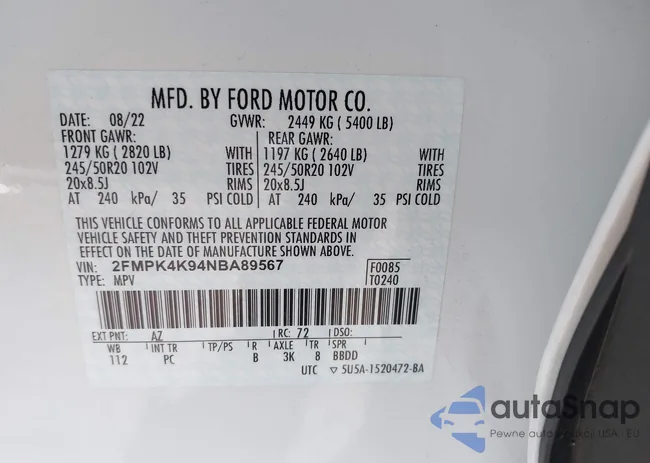 MFD. BY FORD MOTOR CO.
DATE: 08/22 GVWR: 2449 KG ( 5400 LB)
FRONT GAWR: REAR GAWR:
1279 KG ( 2820 LB) WITH 1197 KG ( 2640 LB) WITH
245/50R20 102V TIRES 245/50R20 102V TIRES
20x8.5J RIMS 20x8.5J RIMS
AT 240 kPa/ 35 PSI COLD AT 240 kPa/ 35 PSI COLD
THIS VEHICLE CONFORMS TO ALL APPLICABLE FEDERAL MOTOR
VEHICLE SAFETY AND THEFT PREVENTION STANDARDS IN
EFFECT ON THE DATE OF MANUFACTURE SHOWN ABOVE.
VIN: 2FMPK4K94NBA89567 F0085
TYPE: MPV T0240
EXT PNT: AZ RC: 72 DSO:
WB INT TR TP/PS R AXLE TR SPR
112 PC B 3K 8 BBDD
UTC ▽ 5U5A-1520472-BA
autoSnap
Pewne auto z aukcji USA - EU